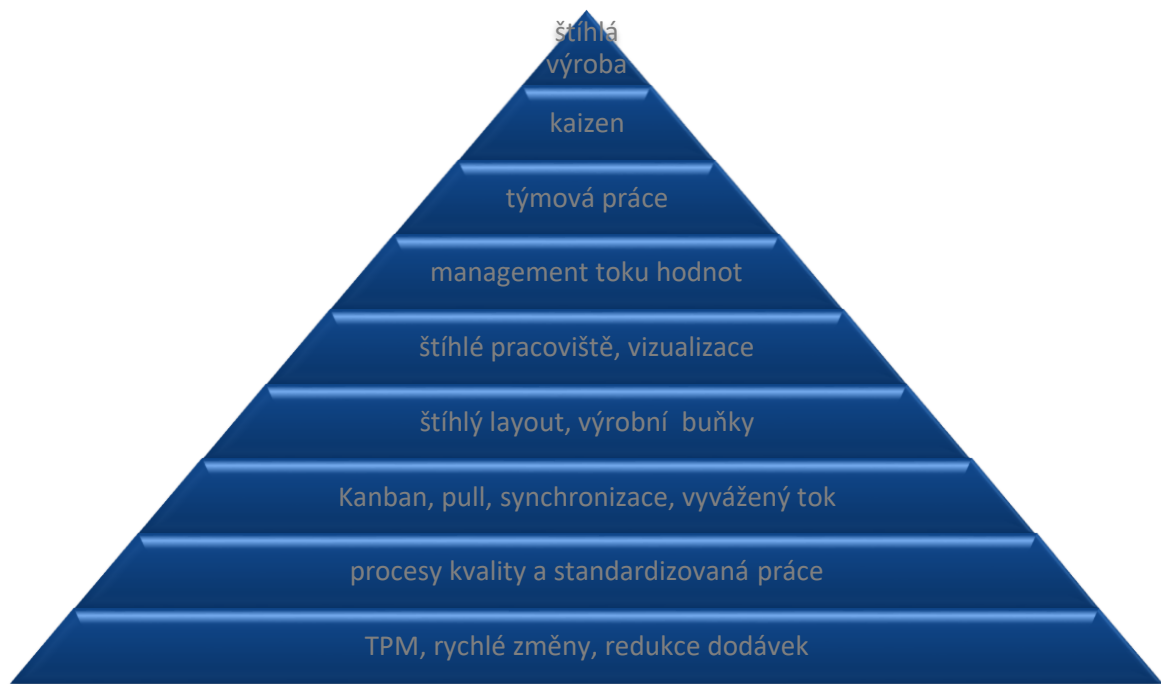 štíhlá
výroba
kaizen
týmová práce
management toku hodnot
štíhlé pracoviště, vizualizace
štíhlý layout, výrobní  buňky
Kanban, pull, synchronizace, vyvážený tok
procesy kvality a standardizovaná práce
TPM, rychlé změny, redukce dodávek